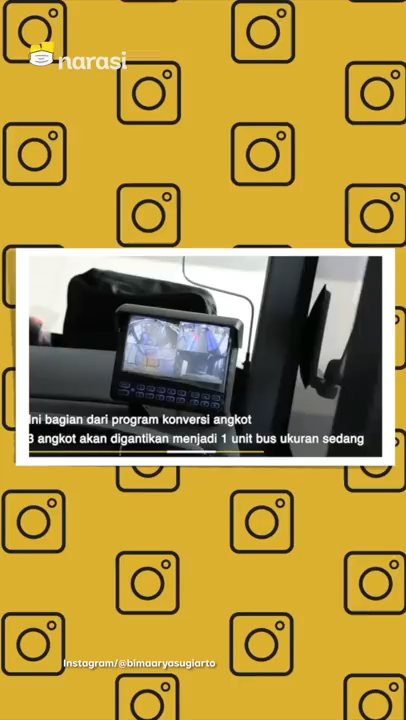 narasi
Ini bagian dari program konversi angkot
3 angkot akan digantikan menjadi 1 unit bus ukuran sedang
Instagram/@bimaaryasugiarto